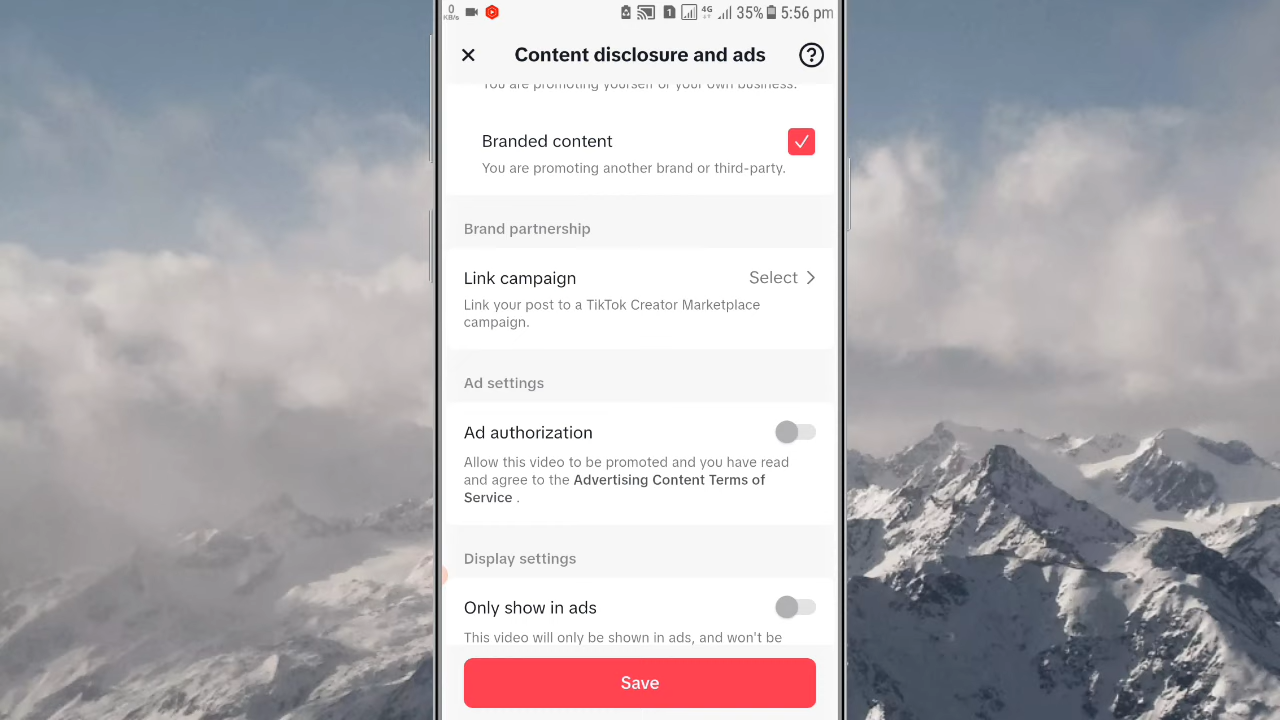 0
KB/s
1
4G
35%
5:56 pm
Content disclosure and ads
?
You are promoting yourself or your own business.
Branded content
You are promoting another brand or third-party.
Brand partnership
Link campaign
Select
Link your post to a TikTok Creator Marketplace
campaign.
Ad settings
Ad authorization
Allow this video to be promoted and you have read
and agree to the Advertising Content Terms of
Service .
Display settings
Only show in ads
This video will only be shown in ads, and won't be
Save